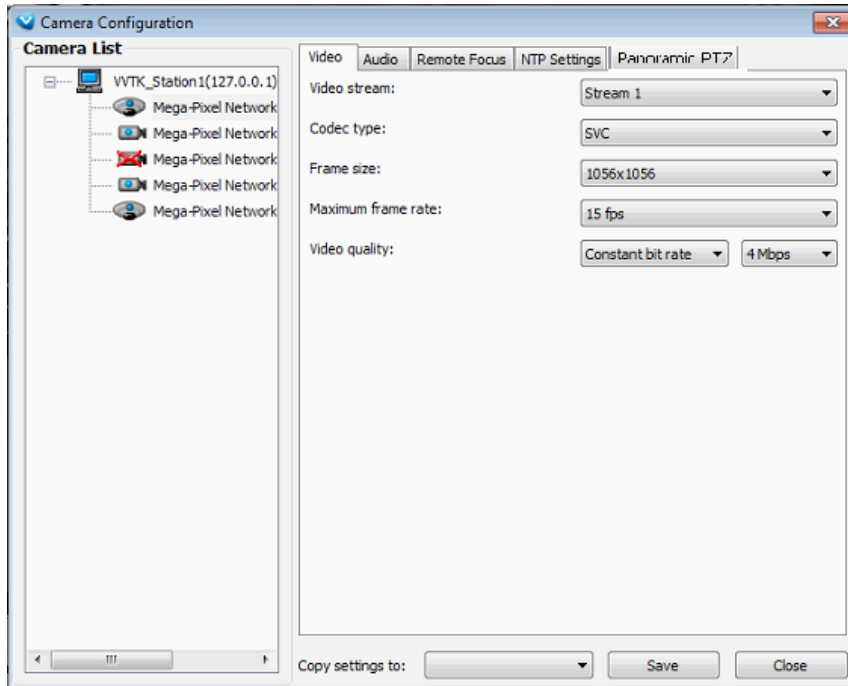 Camera Configuration
Camera List
VVTK_Station1(127.0.0.1)
Mega-Pixel Network
Mega-Pixel Network
Mega-Pixel Network
Mega-Pixel Network
Mega-Pixel Network
Video Audio Remote Focus NTP Settings Panoramic PTZ
Video stream: Stream 1
Codec type: SVC
Frame size: 1056x1056
Maximum frame rate: 15 fps
Video quality: Constant bit rate 4 Mbps
Copy settings to: Save Close